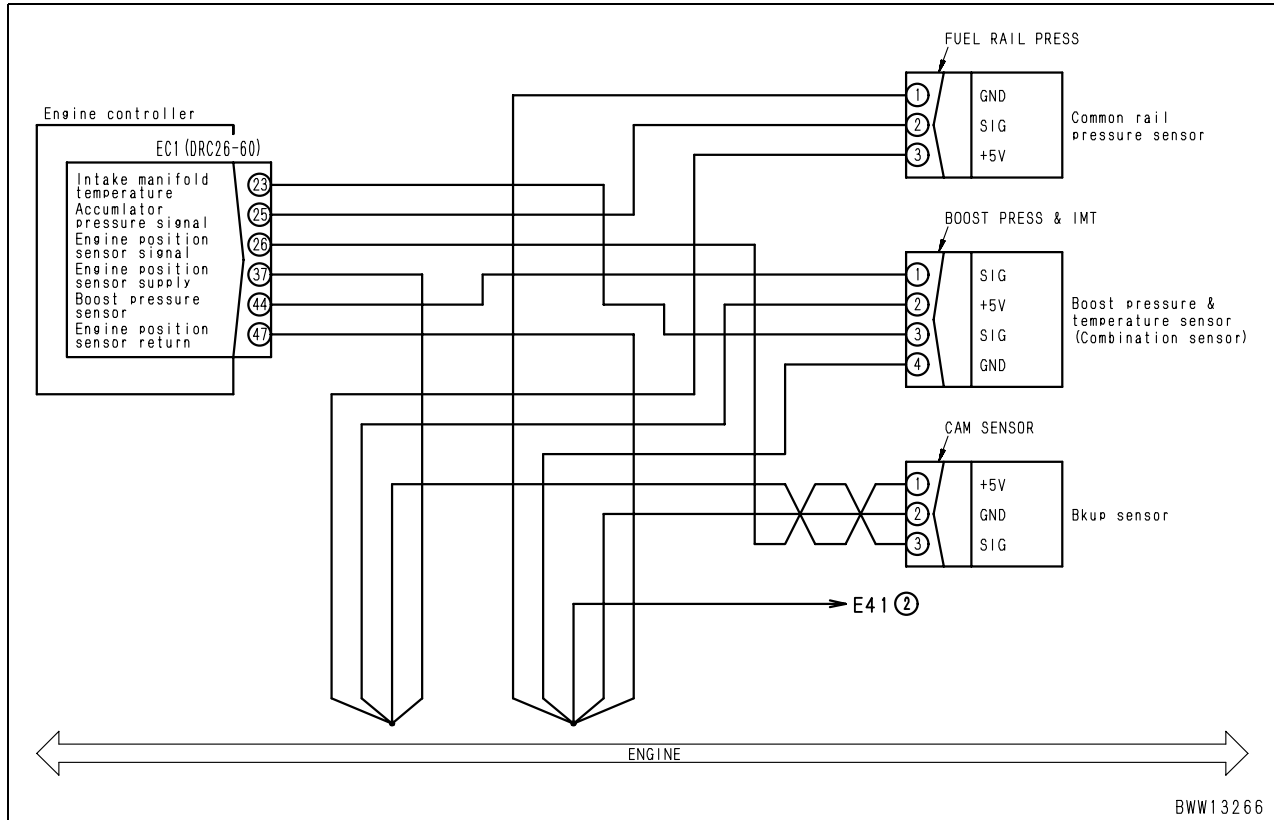 FUEL RAIL PRESS
1 GND
2 SIG
3 +5V
Common rail
pressure sensor
Engine controller
EC1(DRC26-60)
Intake manifold
temperature
23
Accumlator
pressure signal
25
Engine position
sensor signal
26
Engine position
sensor supply
37
Boost pressure
sensor
44
Engine position
sensor return
47
BOOST PRESS & IMT
1 SIG
2 +5V
3 SIG
4 GND
Boost pressure &
temperature sensor
(Combination sensor)
CAM SENSOR
1 +5V
2 GND
3 SIG
Bkup sensor
E41 2
ENGINE
BWW13266